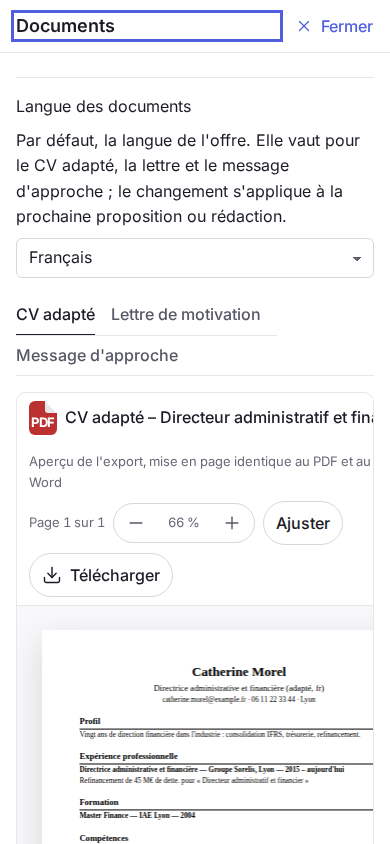 Documents
Fermer
Langue des documents
Par défaut, la langue de l'offre. Elle vaut pour
le CV adapté, la lettre et le message
d'approche ; le changement s'applique à la
prochaine proposition ou rédaction.
Français
CV adapté
Lettre de motivation
Message d'approche
PDF
CV adapté – Directeur administratif et fina
Aperçu de l'export, mise en page identique au PDF et au
Word
Page 1 sur 1
66 %
Ajuster
Télécharger
Catherine Morel
Directrice administrative et financière (adapté, fr)
catherine.morel@example.fr · 06 11 22 33 44 · Lyon
Profil
Vingt ans de direction financière dans l'industrie : consolidation IFRS, trésorerie, refinancement.
Expérience professionnelle
Directrice administrative et financière — Groupe Sorelis, Lyon — 2015 – aujourd'hui
Refinancement de 45 M€ de dette. pour « Directeur administratif et financier »
Formation
Master Finance — IAE Lyon — 2004
Compétences